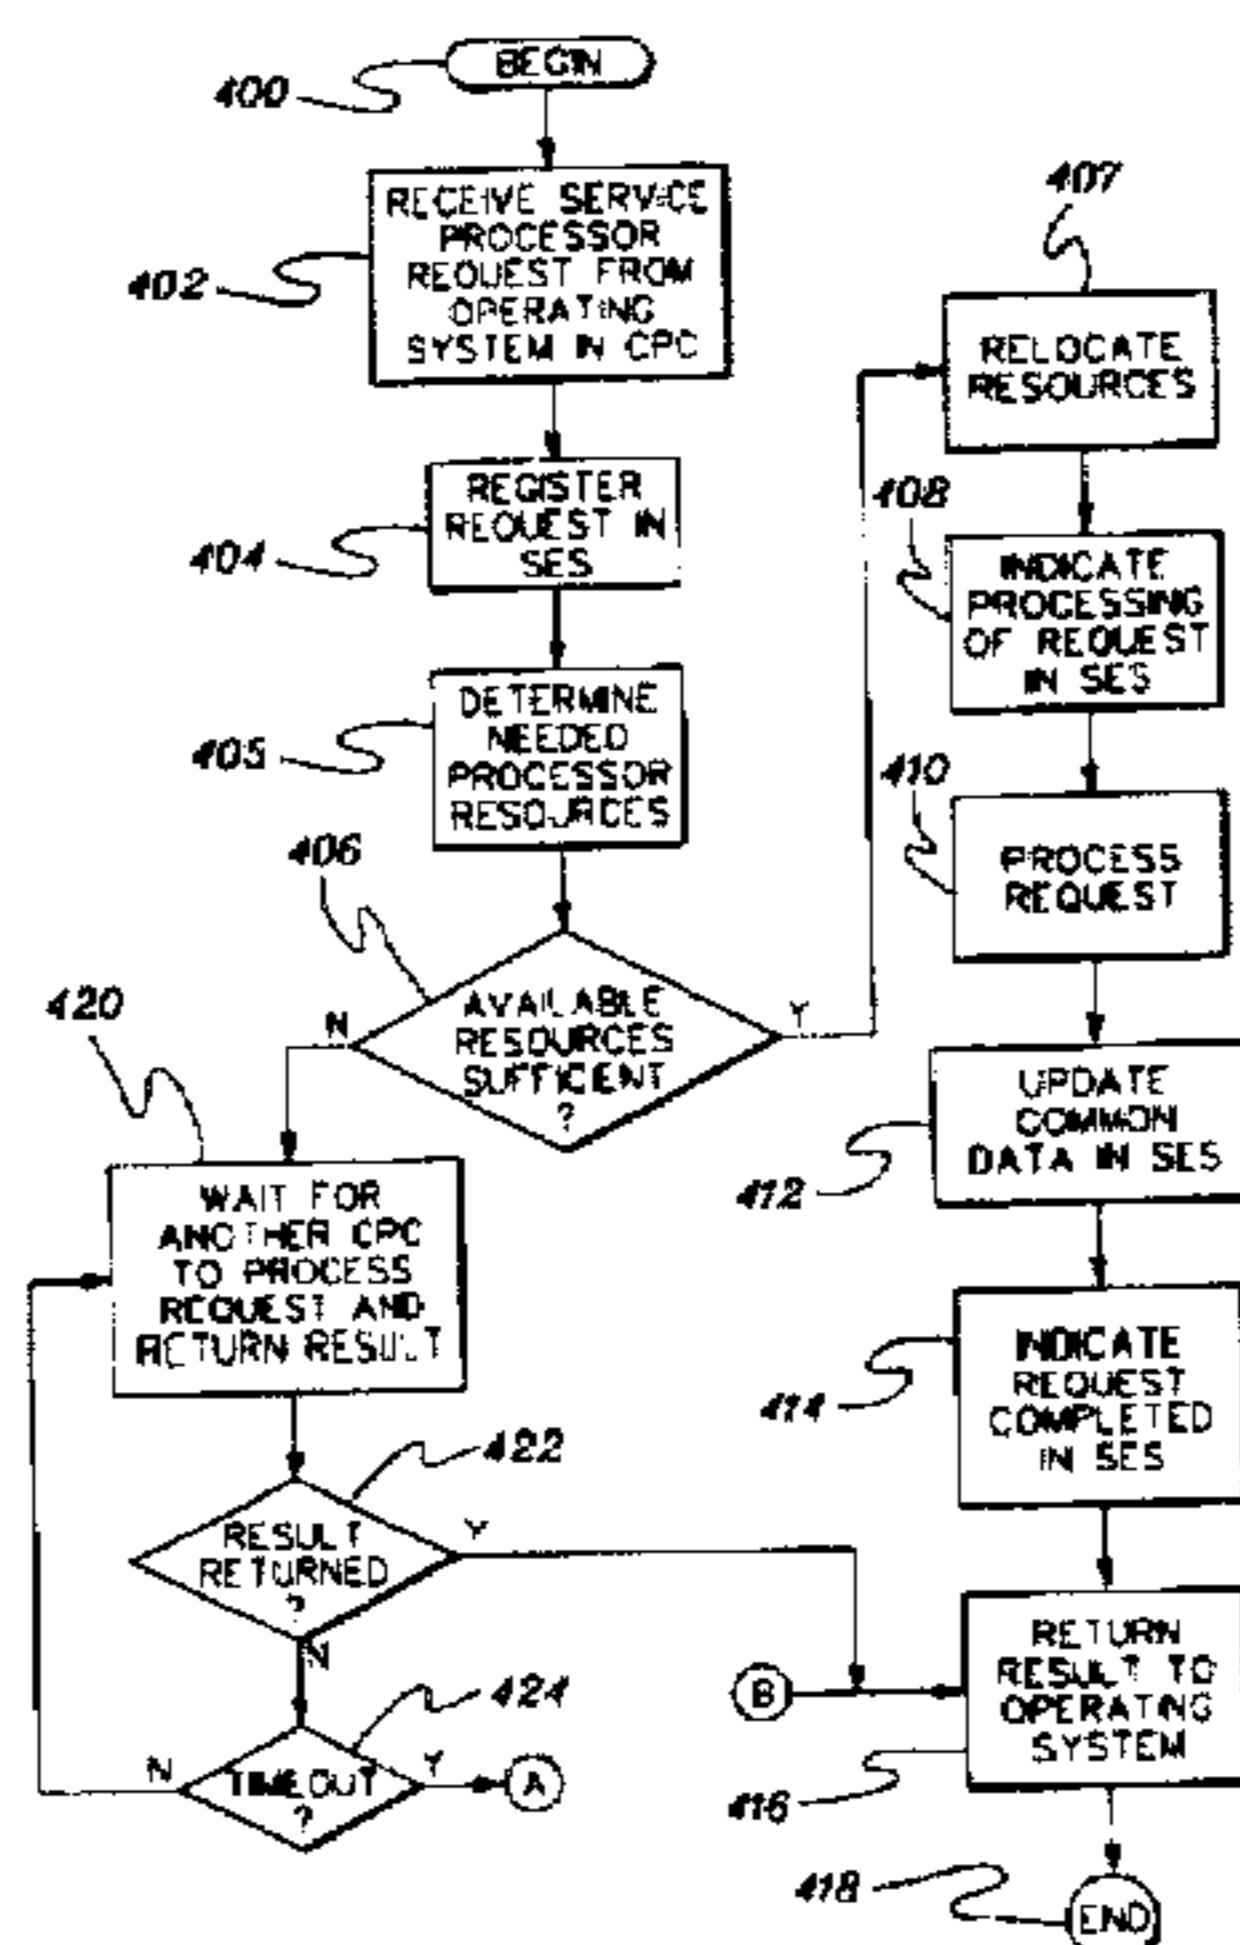 BEGIN
400
RECEIVE SERVICE
PROCESSOR
REQUEST FROM
OPERATING
SYSTEM IN CPC
402
REGISTER
REQUEST IN
SES
404
DETERMINE
NEEDED
PROCESSOR
RESOURCES
405
406
AVAILABLE
RESOURCES
SUFFICIENT
?
N
Y
420
WAIT FOR
ANOTHER CPC
TO PROCESS
REQUEST AND
RETURN RESULT
422
RESULT
RETURNED
?
Y
N
424
TIMEOUT
?
N
Y
A
407
RELOCATE
RESOURCES
408
INDICATE
PROCESSING
OF REQUEST
IN SES
410
PROCESS
REQUEST
UPDATE
COMMON
DATA IN SES
412
INDICATE
REQUEST
COMPLETED
IN SES
414
B
RETURN
RESULT TO
OPERATING
SYSTEM
416
418
END